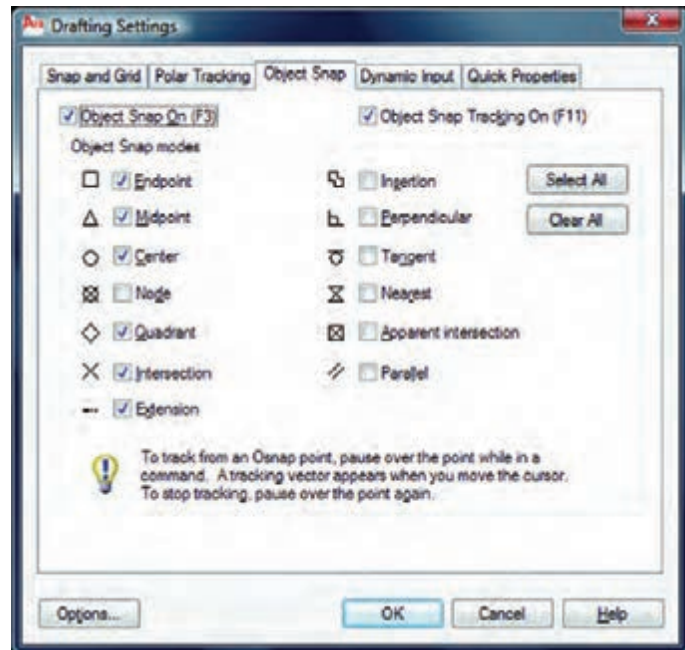 Drafting Settings
Snap and Grid Polar Tracking Object Snap Dynamic Input Quick Properties
Object Snap On (F3) Object Snap Tracking On (F11)
Object Snap modes
Endpoint Insertion Select All
Midpoint Perpendicular Clear All
Center Tangent
Node Nearest
Quadrant Apparent intersection
Intersection Parallel
Extension
To track from an Osnap point, pause over the point while in a
command. A tracking vector appears when you move the cursor.
To stop tracking, pause over the point again.
Options... OK Cancel Help